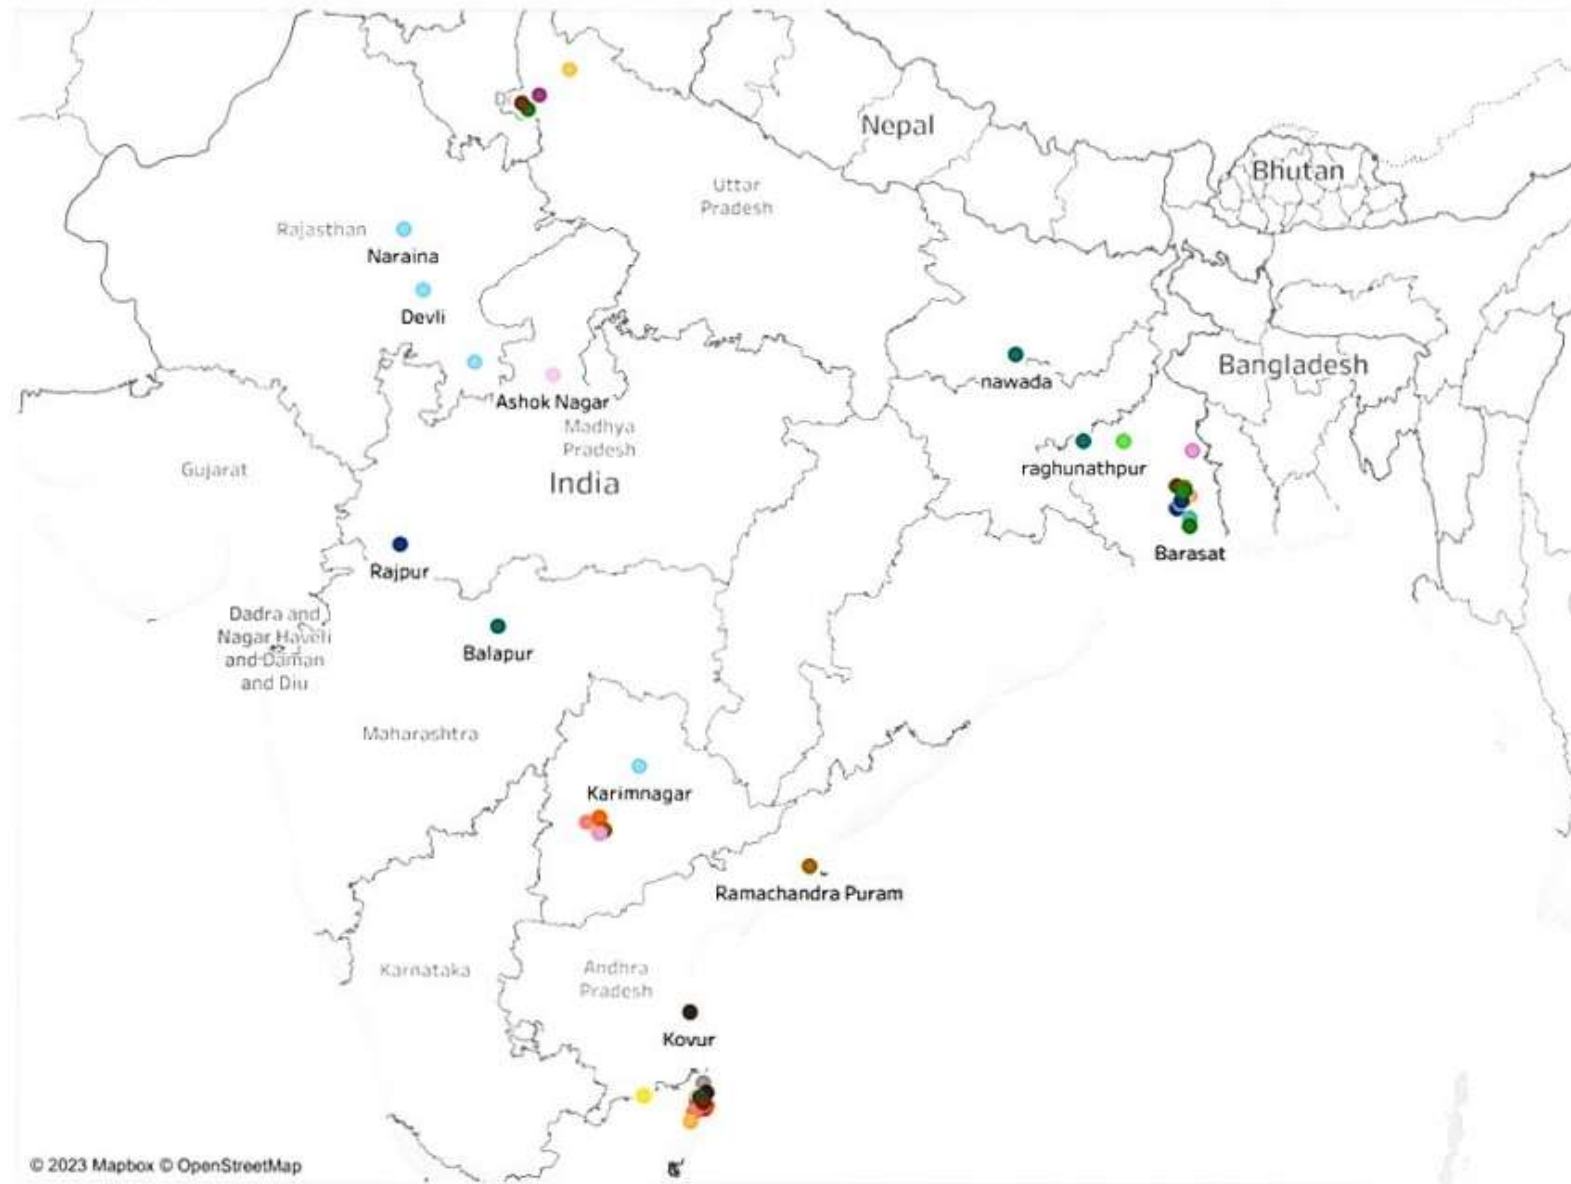 Nepal
Bhutan
Uttar
Pradesh
Rajasthan
Naraina
Devli
Bangladesh
nawada
Ashok Nagar
Madhya
Pradesh
Gujarat
India
raghunathpur
Barasat
Rajpur
Dadra and
Nagar Haveli
and Daman
and Diu
Balapur
Maharashtra
Karimnagar
Ramachandra Puram
Karnataka
Andhra
Pradesh
Kovur
© 2023 Mapbox © OpenStreetMap